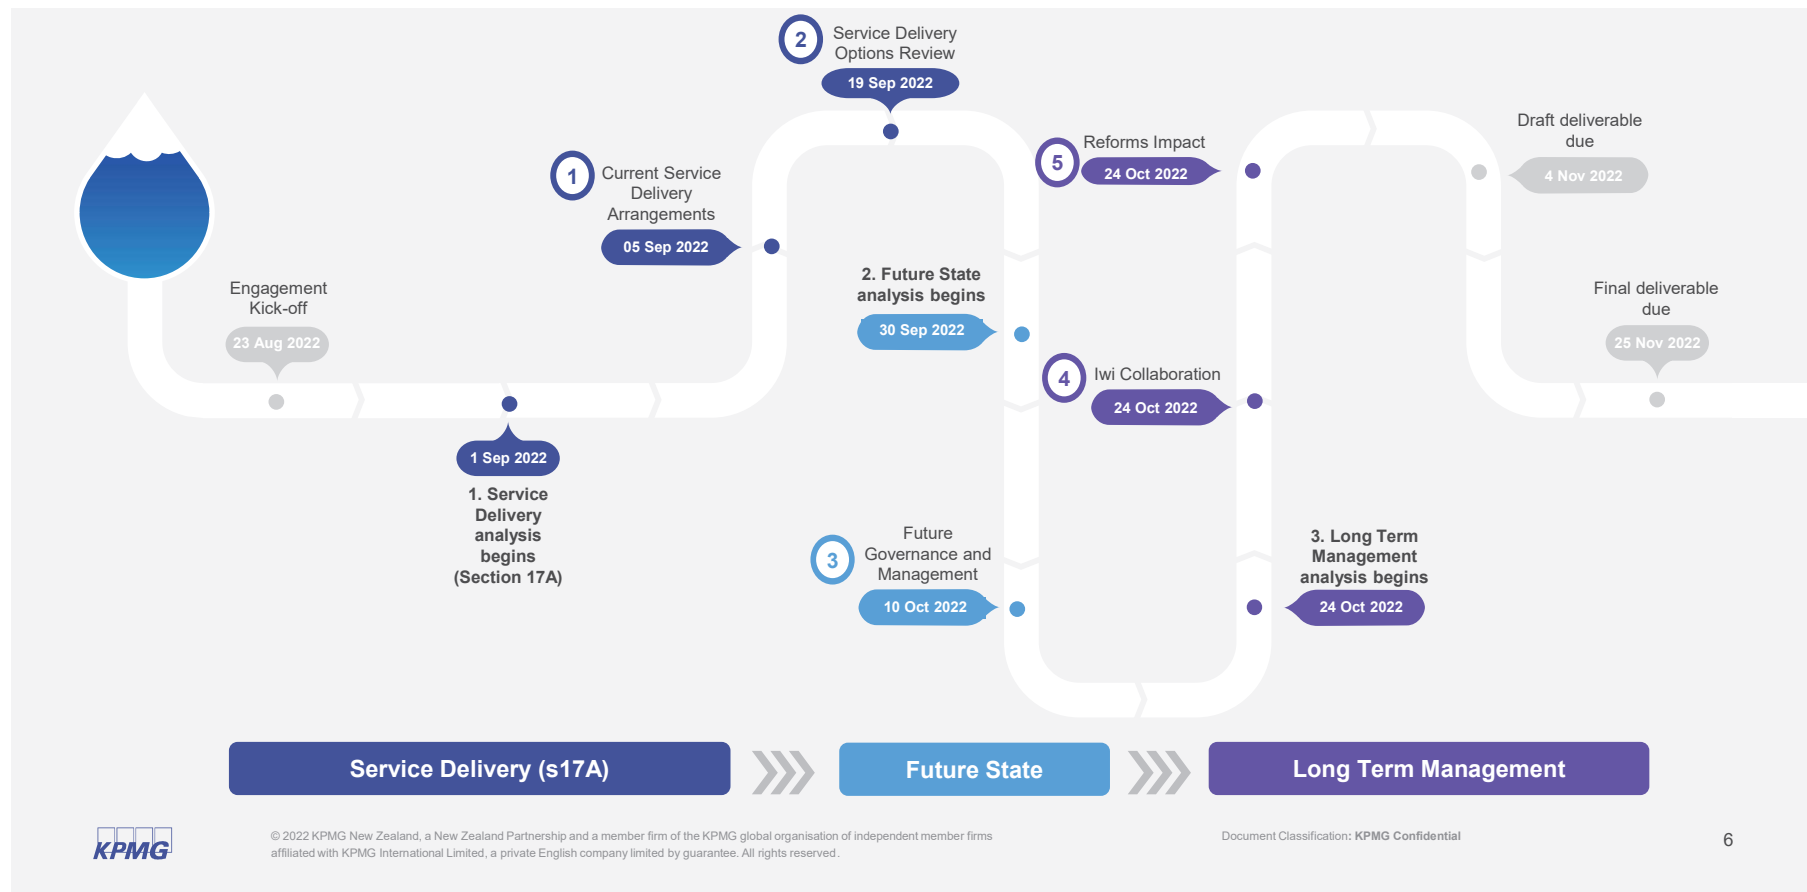 Engagement
Kick-off
23 Aug 2022
1 Sep 2022
1. Service
Delivery
analysis
begins
(Section 17A)
1
Current Service
Delivery
Arrangements
05 Sep 2022
2
Service Delivery
Options Review
19 Sep 2022
2. Future State
analysis begins
30 Sep 2022
3
Future
Governance and
Management
10 Oct 2022
3. Long Term
Management
analysis begins
24 Oct 2022
4
Iwi Collaboration
24 Oct 2022
5
Reforms Impact
24 Oct 2022
Draft deliverable
due
4 Nov 2022
Final deliverable
due
25 Nov 2022
Service Delivery (s17A)
Future State
Long Term Management
KPMG
© 2022 KPMG New Zealand, a New Zealand Partnership and a member firm of the KPMG global organisation of independent member firms
affiliated with KPMG International Limited, a private English company limited by guarantee. All rights reserved.
Document Classification: KPMG Confidential
6